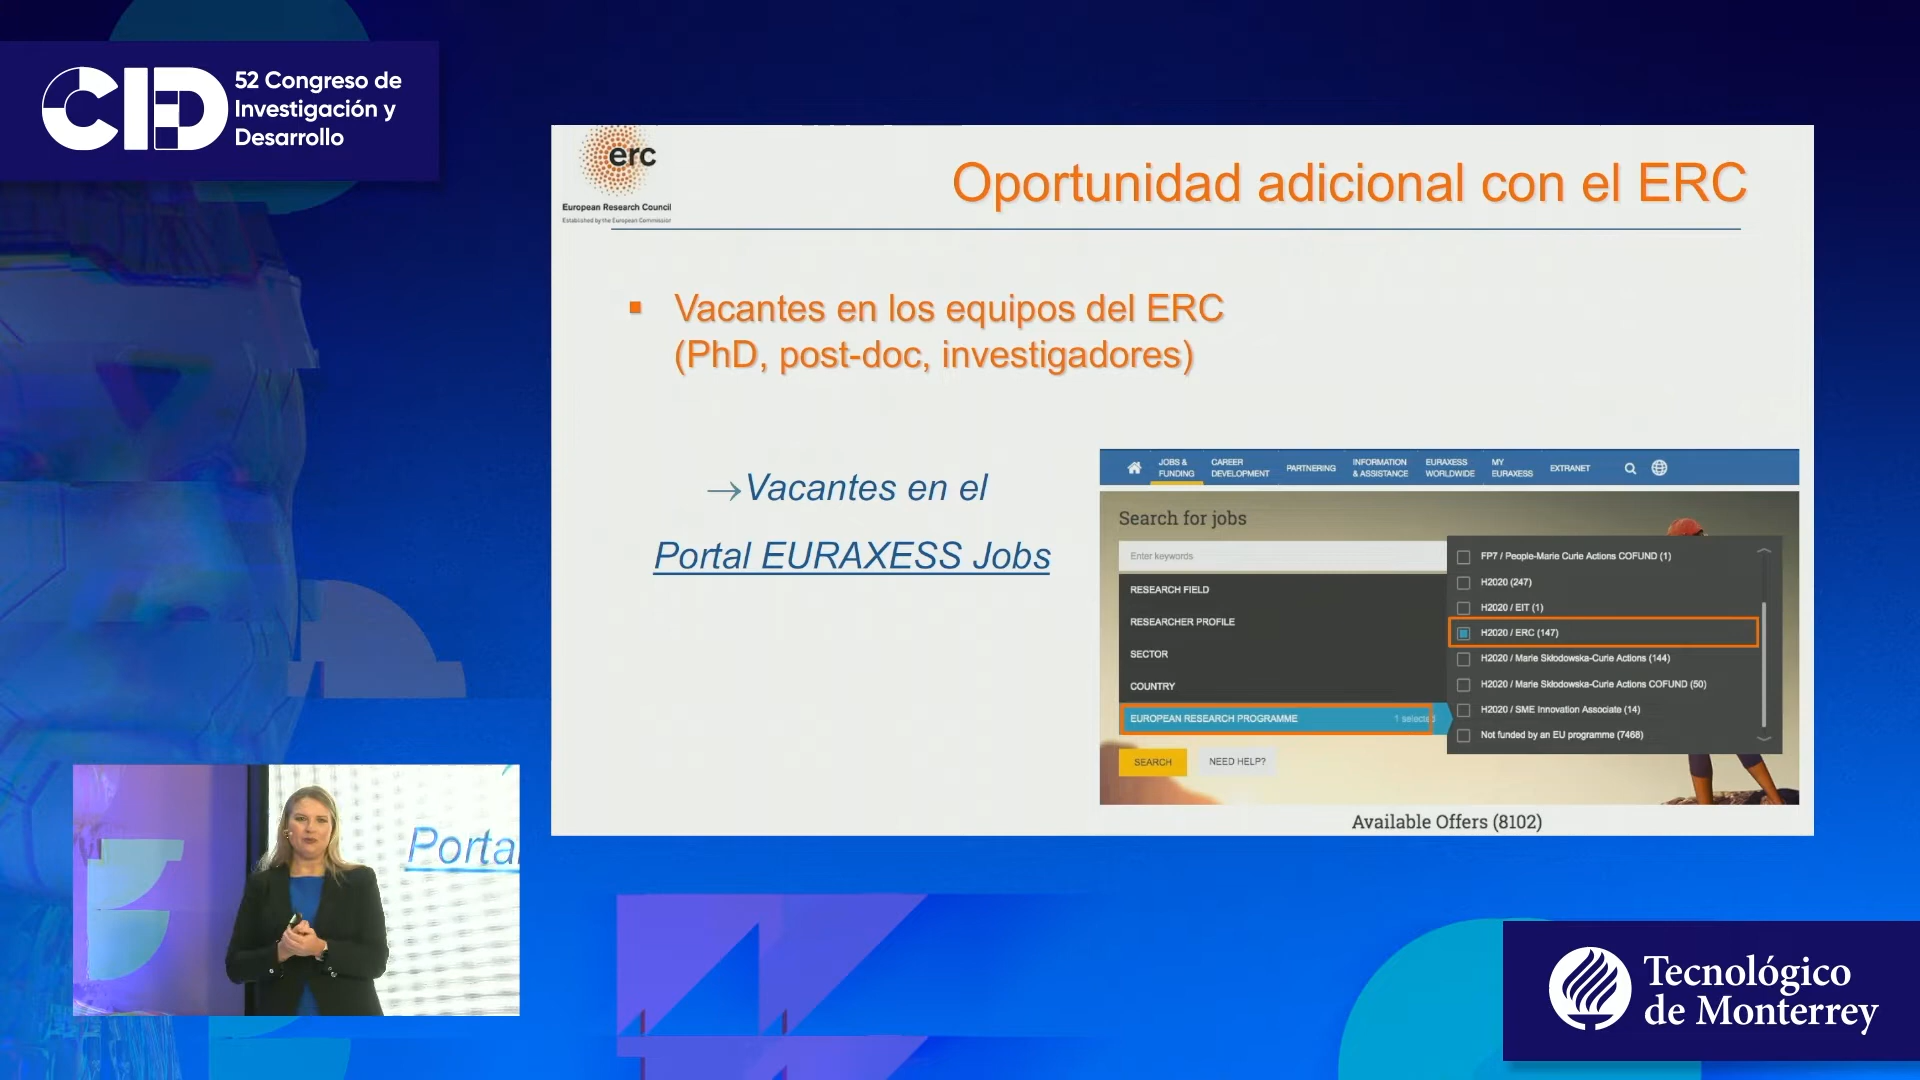 CID
52 Congreso de
Investigación y
Desarrollo
erc
European Research Council
Established by the European Commission
Oportunidad adicional con el ERC
▪ Vacantes en los equipos del ERC
(PhD, post-doc, investigadores)
→Vacantes en el
Portal EURAXESS Jobs
JOBS &
FUNDING
CAREER
DEVELOPMENT
PARTNERING
INFORMATION
& ASSISTANCE
EURAXESS
WORLDWIDE
MY
EURAXESS
EXTRANET
Search for jobs
Enter keywords
RESEARCH FIELD
RESEARCHER PROFILE
SECTOR
COUNTRY
EUROPEAN RESEARCH PROGRAMME 1 selected
FP7 / People-Marie Curie Actions COFUND (1)
H2020 (247)
H2020 / EIT (1)
H2020 / ERC (147)
H2020 / Marie Skłodowska-Curie Actions (144)
H2020 / Marie Skłodowska-Curie Actions COFUND (50)
H2020 / SME Innovation Associate (14)
Not funded by an EU programme (7468)
SEARCH
NEED HELP?
Available Offers (8102)
Porta
Tecnológico
de Monterrey